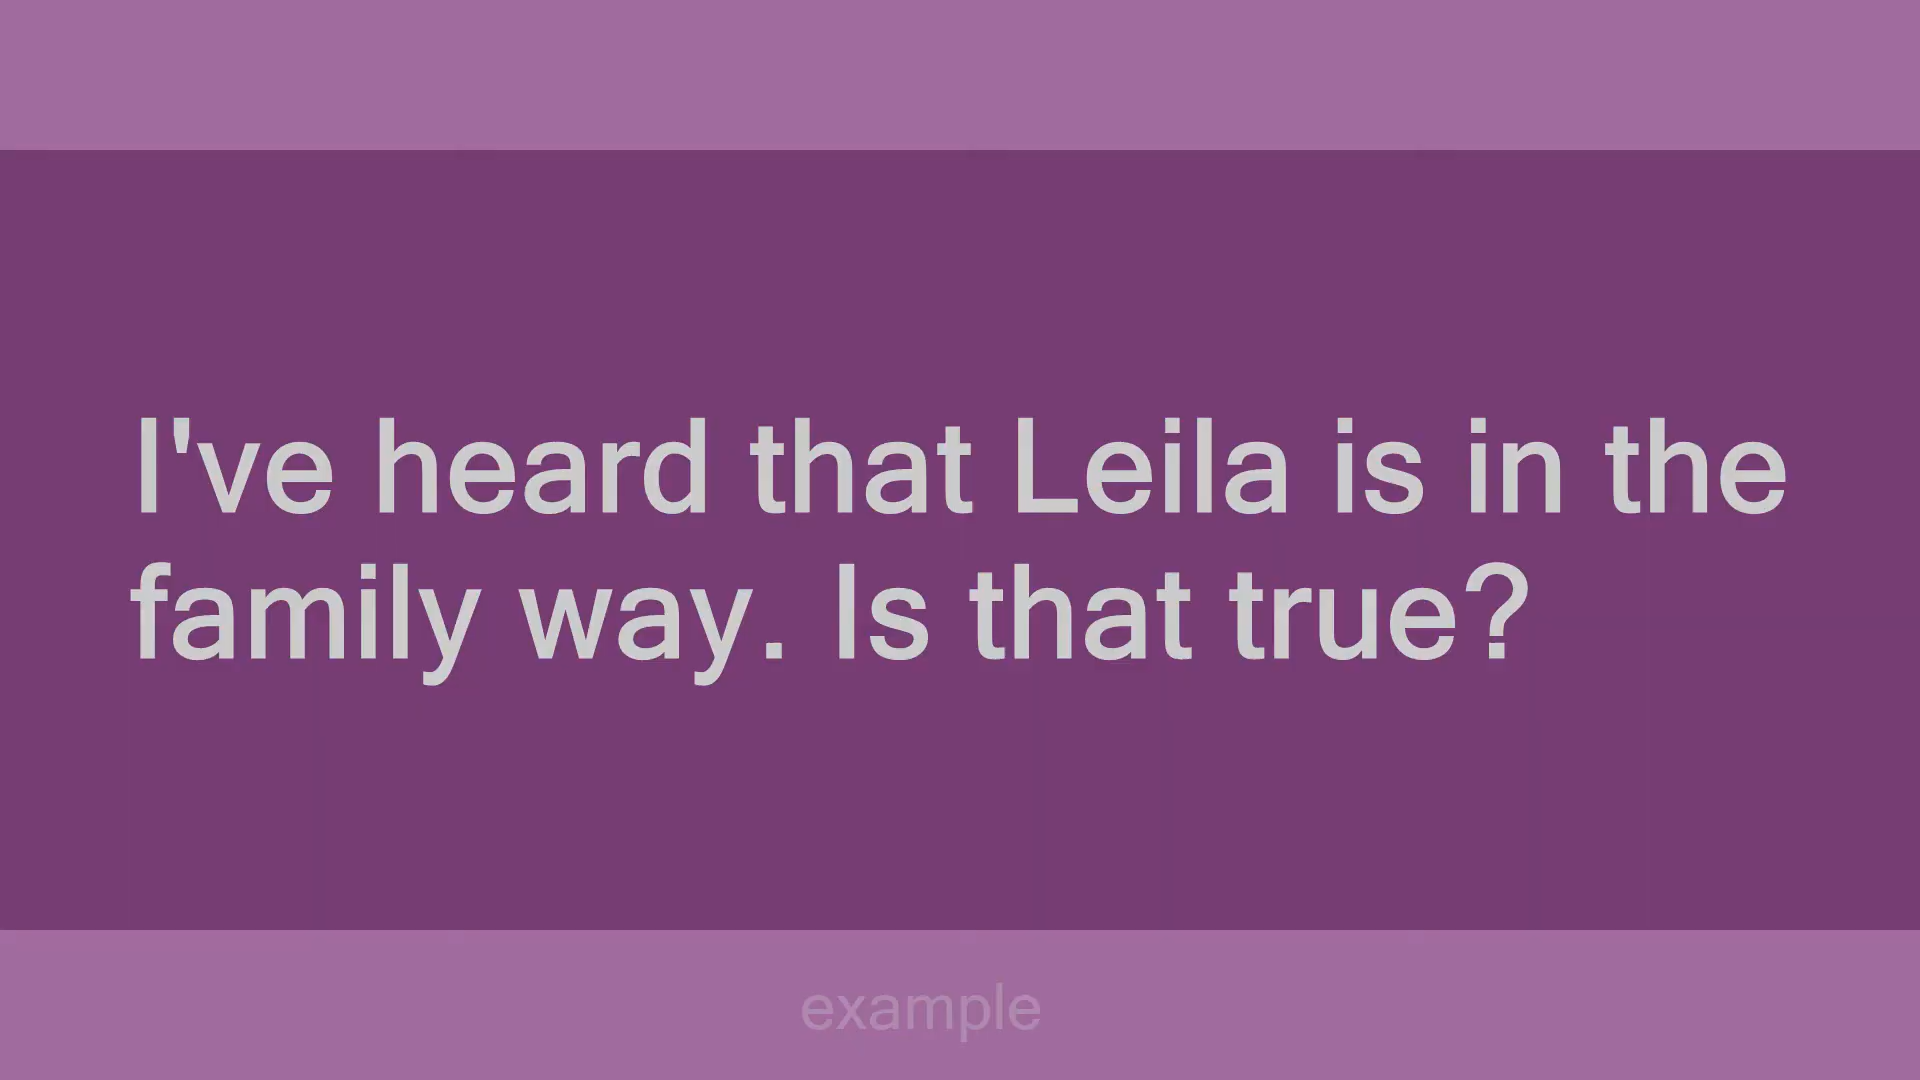 I've heard that Leila is in the
family way. Is that true?
example